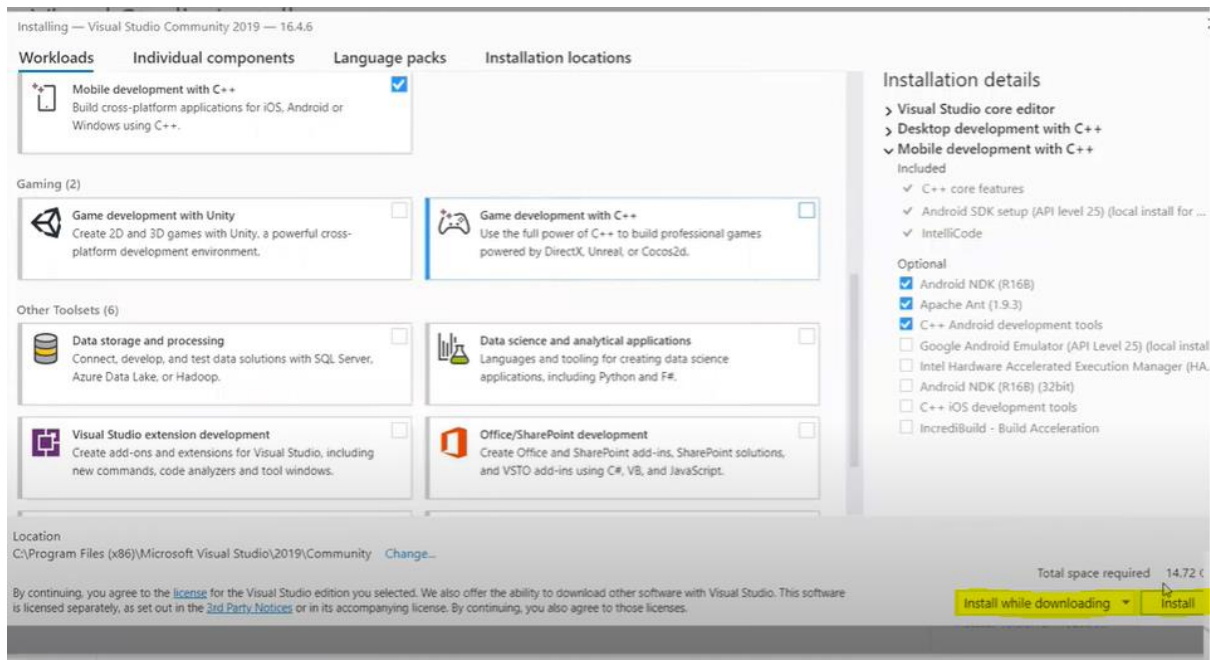 Installing — Visual Studio Community 2019 — 16.4.6
Workloads Individual components Language packs Installation locations
Mobile development with C++
Build cross-platform applications for iOS, Android or
Windows using C++.
Gaming (2)
Game development with Unity
Create 2D and 3D games with Unity, a powerful cross-
platform development environment.
Game development with C++
Use the full power of C++ to build professional games
powered by DirectX, Unreal, or Cocos2d.
Other Toolsets (6)
Data storage and processing
Connect, develop, and test data solutions with SQL Server,
Azure Data Lake, or Hadoop.
Data science and analytical applications
Languages and tooling for creating data science
applications, including Python and F#.
Visual Studio extension development
Create add-ons and extensions for Visual Studio, including
new commands, code analyzers and tool windows.
Office/SharePoint development
Create Office and SharePoint add-ins, SharePoint solutions,
and VSTO add-ins using C#, VB, and JavaScript.
Installation details
Visual Studio core editor
Desktop development with C++
Mobile development with C++
Included
C++ core features
Android SDK setup (API level 25) (local install for ...
IntelliCode
Optional
Android NDK (R16B)
Apache Ant (1.9.3)
C++ Android development tools
Google Android Emulator (API Level 25) (local instal
Intel Hardware Accelerated Execution Manager (HA.
Android NDK (R16B) (32bit)
C++ iOS development tools
IncrediBuild - Build Acceleration
Location
C:\Program Files (x86)\Microsoft Visual Studio\2019\Community Change...
Total space required 14.72
By continuing, you agree to the license for the Visual Studio edition you selected. We also offer the ability to download other software with Visual Studio. This software
is licensed separately, as set out in the 3rd Party Notices or in its accompanying license. By continuing, you also agree to those licenses.
Install while downloading Install